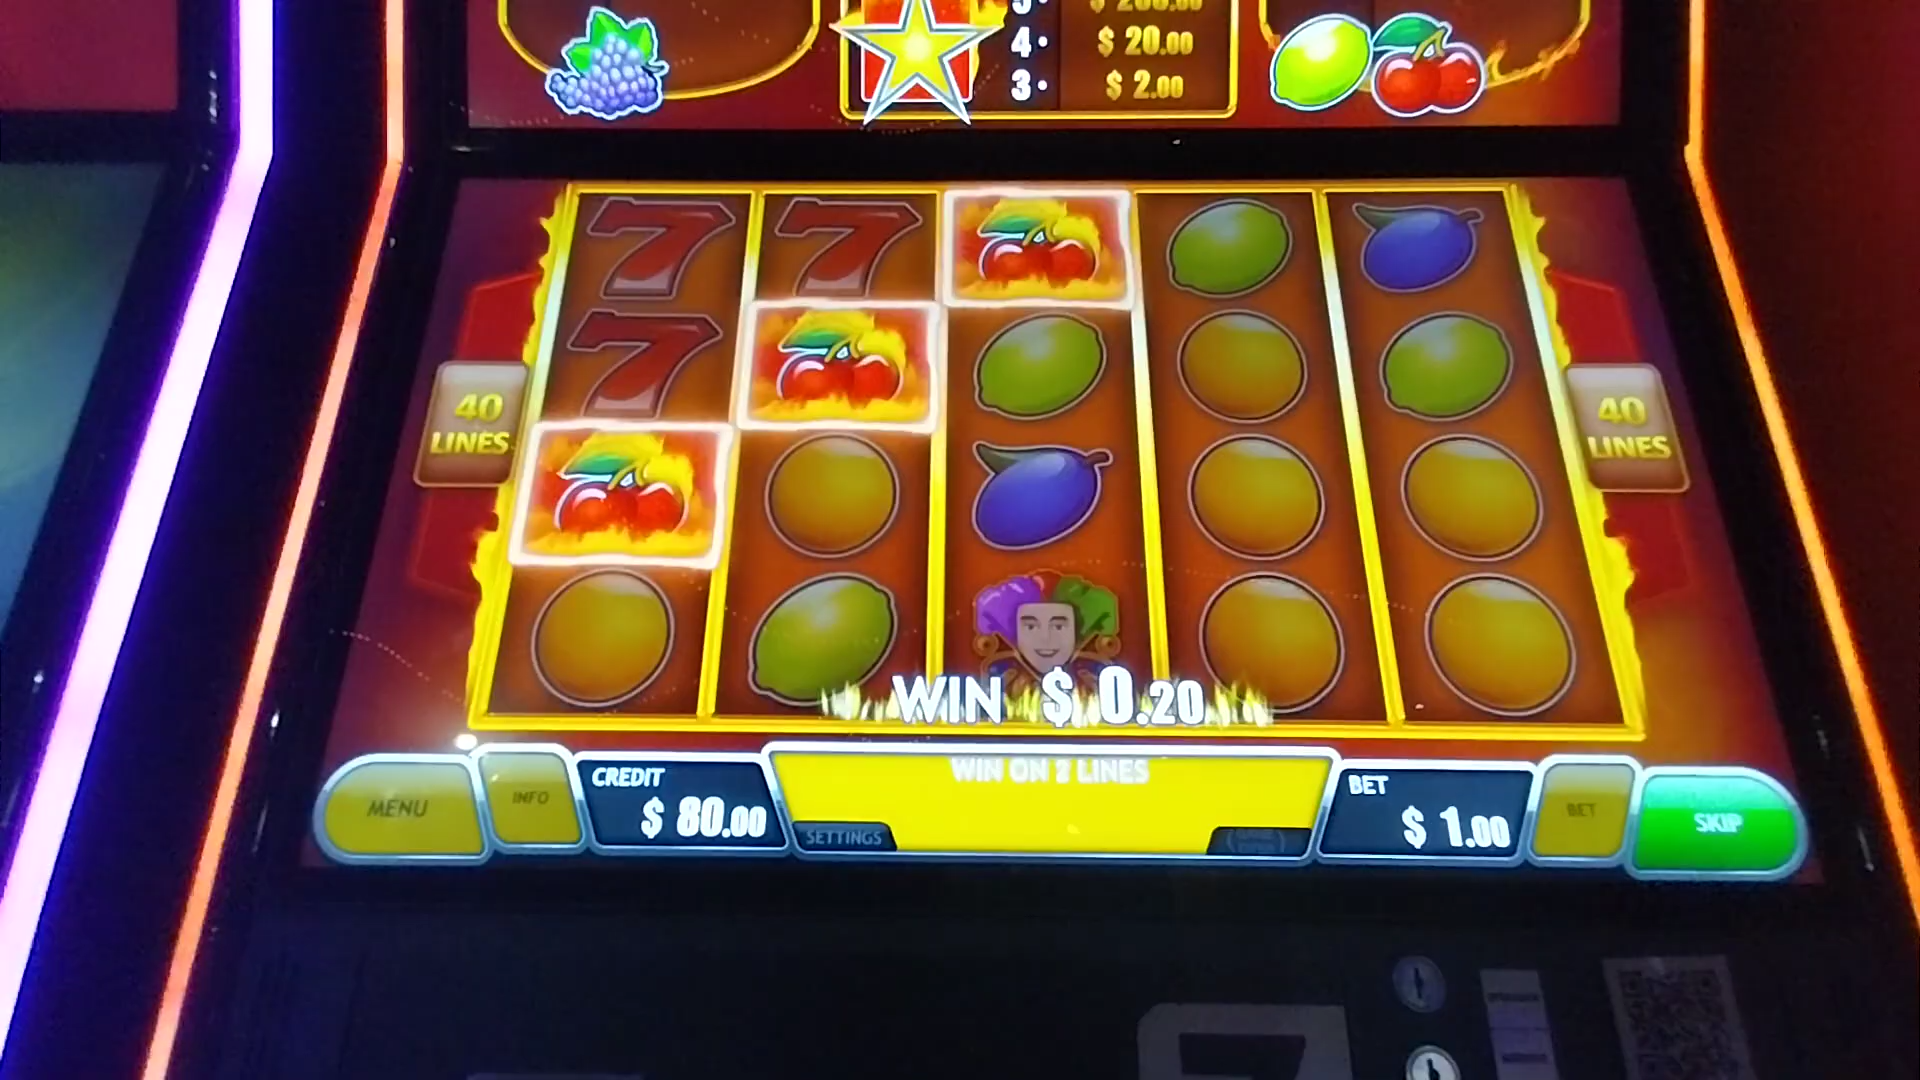 4· $ 20.00
3· $ 2.00
40
LINES
40
LINES
WIN $ 0.20
MENU
INFO
CREDIT
$ 80.00
WIN ON 2 LINES
SETTINGS
BET
$ 1.00
BET
SKIP